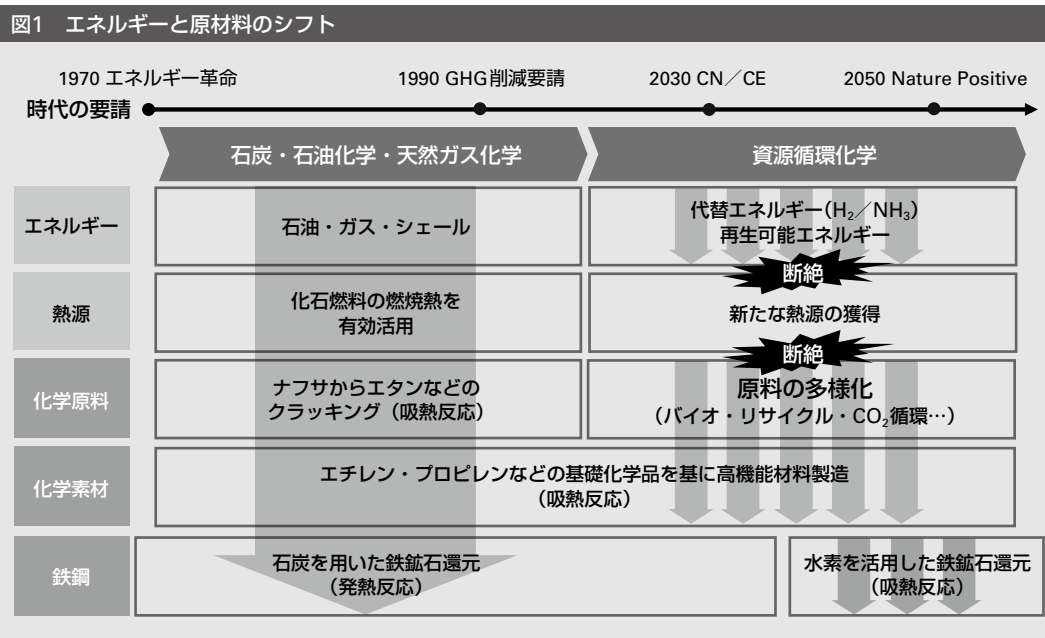 図1　エネルギーと原材料のシフト
1970 エネルギー革命
1990 GHG削減要請
2030 CN／CE
2050 Nature Positive
時代の要請
石炭・石油化学・天然ガス化学
資源循環化学
エネルギー
石油・ガス・シェール
代替エネルギー（H₂／NH₃）
再生可能エネルギー
断絶
熱源
化石燃料の燃焼熱を
有効活用
新たな熱源の獲得
断絶
化学原料
ナフサからエタンなどの
クラッキング（吸熱反応）
原料の多様化
（バイオ・リサイクル・CO₂循環…）
化学素材
エチレン・プロピレンなどの基礎化学品を基に高機能材料製造
（吸熱反応）
鉄鋼
石炭を用いた鉄鉱石還元
（発熱反応）
水素を活用した鉄鉱石還元
（吸熱反応）